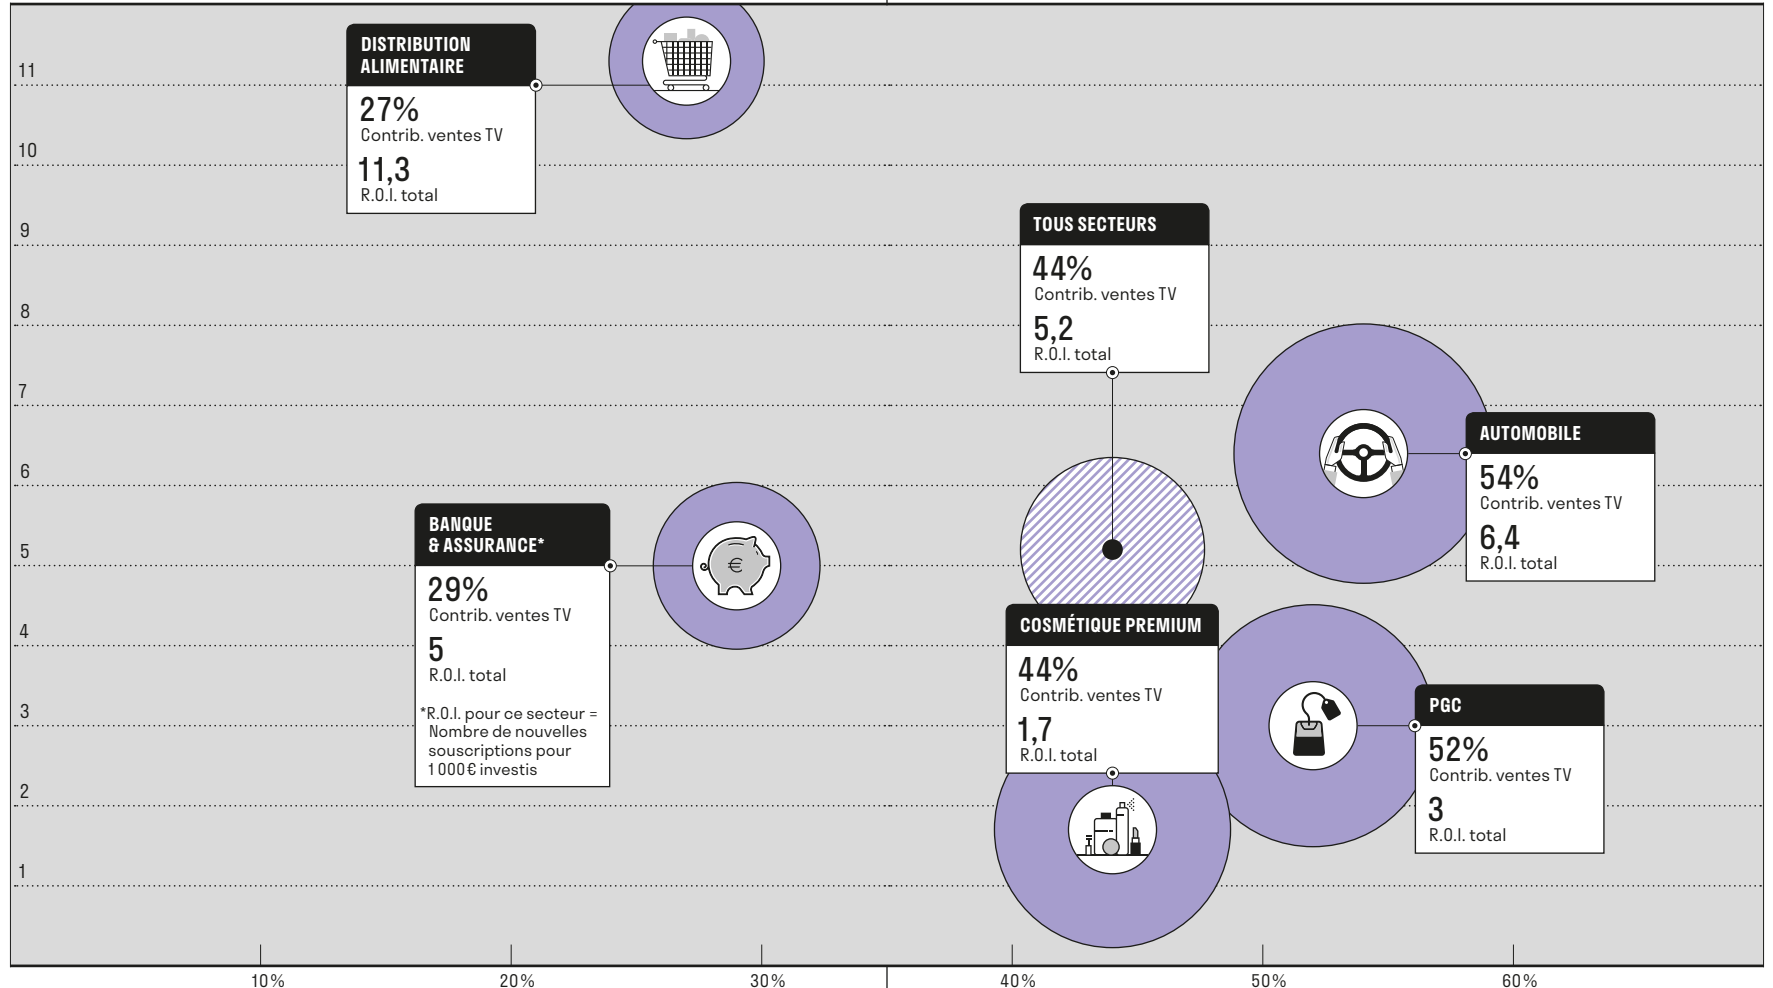 DISTRIBUTION
ALIMENTAIRE
27%
Contrib. ventes TV
11,3
R.O.I. total
TOUS SECTEURS
44%
Contrib. ventes TV
5,2
R.O.I. total
AUTOMOBILE
54%
Contrib. ventes TV
6,4
R.O.I. total
BANQUE
& ASSURANCE*
29%
Contrib. ventes TV
5
R.O.I. total
*R.O.I. pour ce secteur =
Nombre de nouvelles
souscriptions pour
1 000 € investis
€
COSMÉTIQUE PREMIUM
44%
Contrib. ventes TV
1,7
R.O.I. total
PGC
52%
Contrib. ventes TV
3
R.O.I. total
11
10
9
8
7
6
5
4
3
2
1
10%
20%
30%
40%
50%
60%